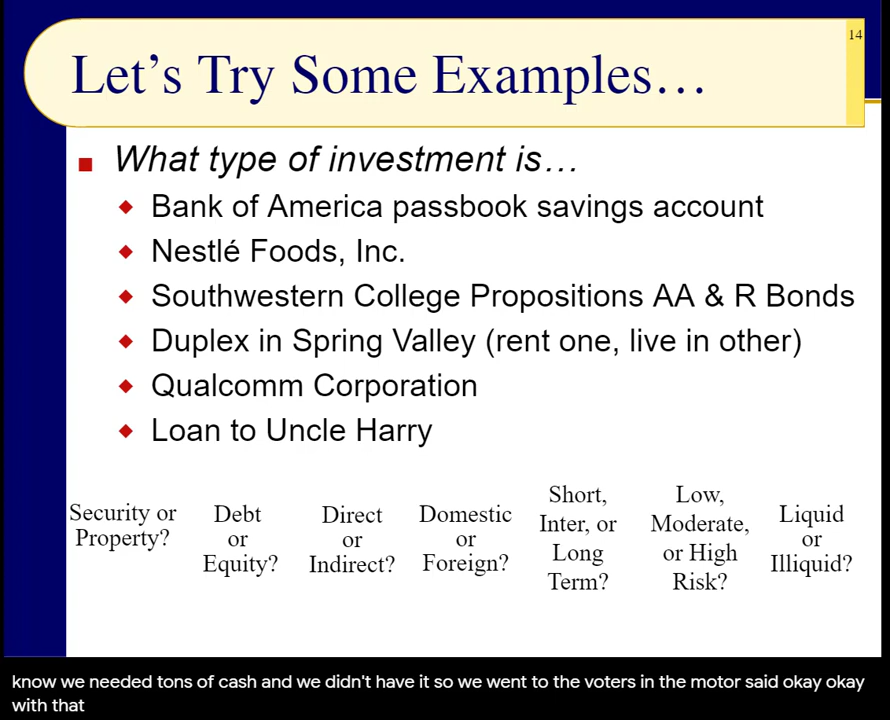 14
Let's Try Some Examples…
What type of investment is…
Bank of America passbook savings account
Nestlé Foods, Inc.
Southwestern College Propositions AA & R Bonds
Duplex in Spring Valley (rent one, live in other)
Qualcomm Corporation
Loan to Uncle Harry
Security or
Property?
Debt
or
Equity?
Direct
or
Indirect?
Domestic
or
Foreign?
Short,
Inter, or
Long
Term?
Low,
Moderate,
or High
Risk?
Liquid
or
Illiquid?
know we needed tons of cash and we didn't have it so we went to the voters in the motor said okay okay
with that